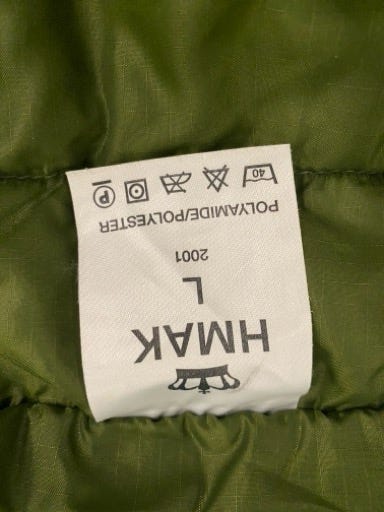 HMAK
L
2001
POLYAMIDE/POLYESTER
40 P